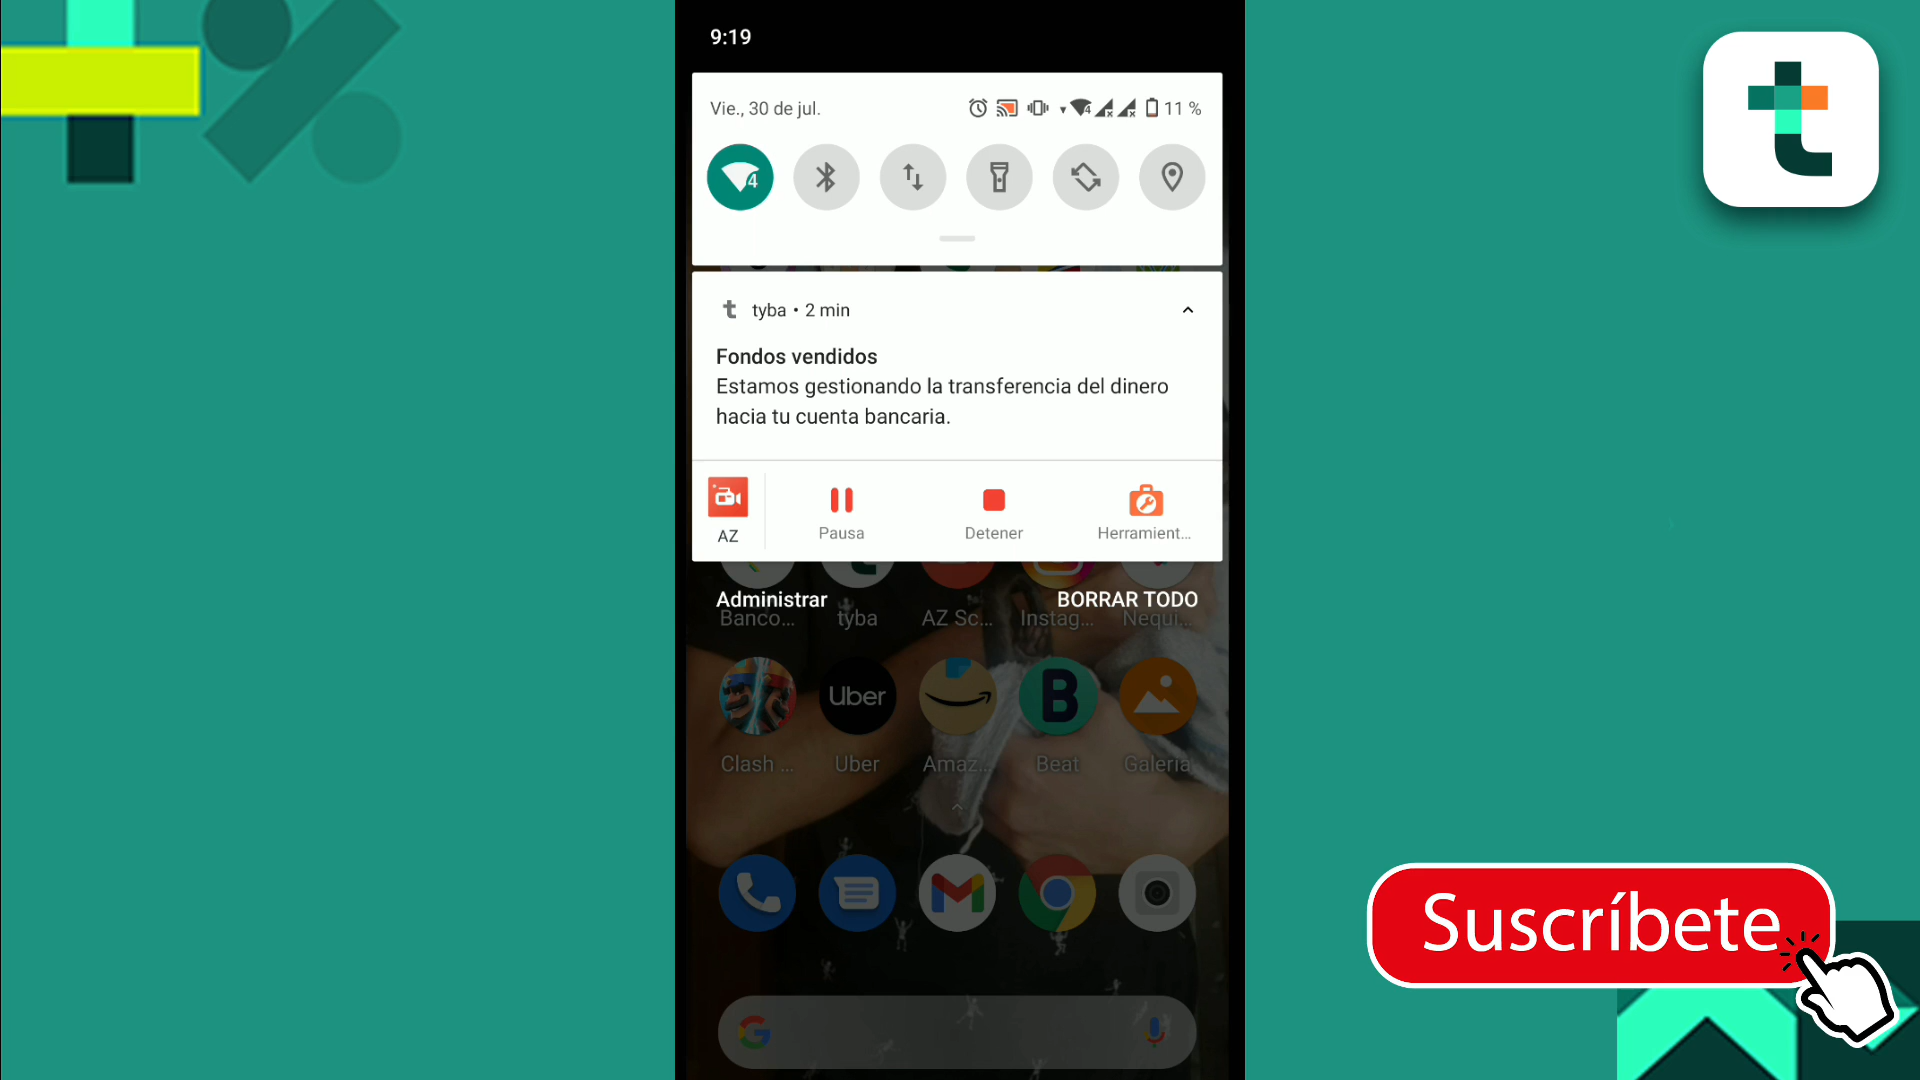 9:19
Vie., 30 de jul.
11 %
4
tyba • 2 min
Fondos vendidos
Estamos gestionando la transferencia del dinero
hacia tu cuenta bancaria.
AZ
Pausa
Detener
Herramient...
Administrar
BORRAR TODO
Banco...
tyba
AZ Sc...
Instag...
Nequi...
Uber
B
Clash ...
Uber
Amaz...
Beat
Galería
Suscríbete